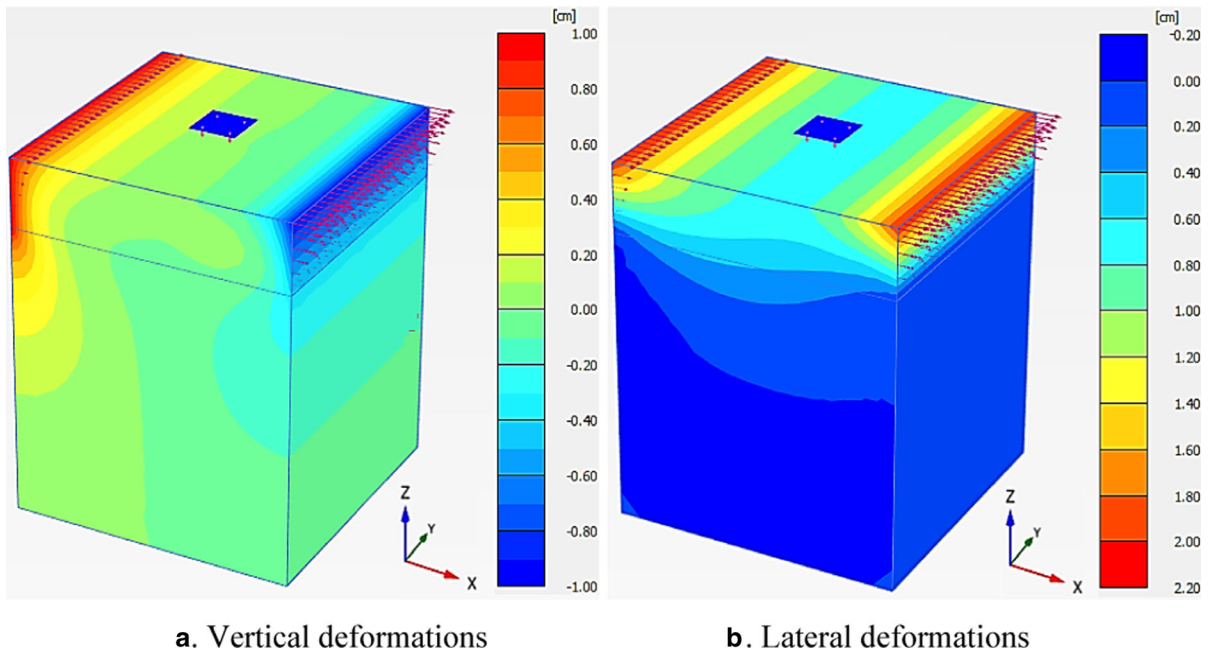 [cm]
1.00
0.80
0.60
0.40
0.20
0.00
-0.20
-0.40
-0.60
-0.80
-1.00
Z
Y
X
[cm]
-0.20
0.00
0.20
0.40
0.60
0.80
1.00
1.20
1.40
1.60
1.80
2.00
2.20
Z
Y
X
a. Vertical deformations
b. Lateral deformations